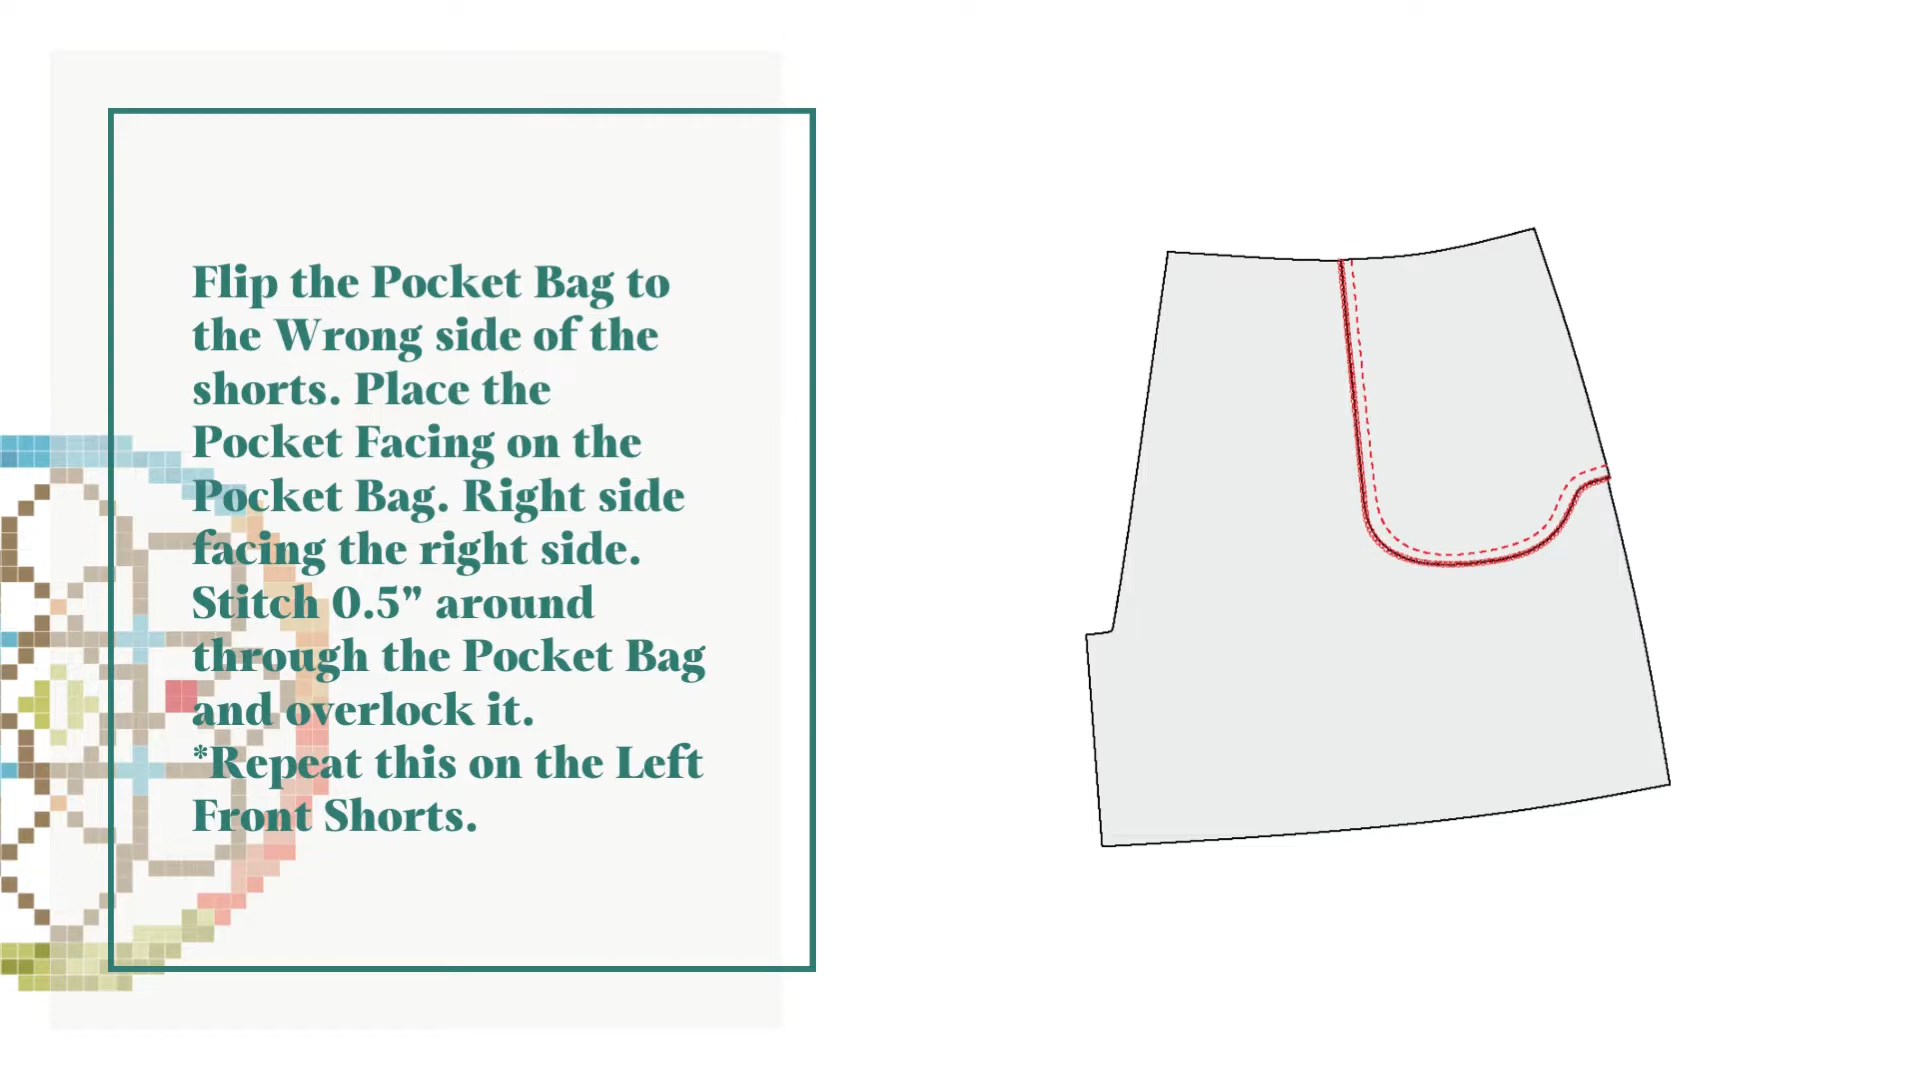 Flip the Pocket Bag to
the Wrong side of the
shorts. Place the
Pocket Facing on the
Pocket Bag. Right side
facing the right side.
Stitch 0.5” around
through the Pocket Bag
and overlock it.
*Repeat this on the Left
Front Shorts.